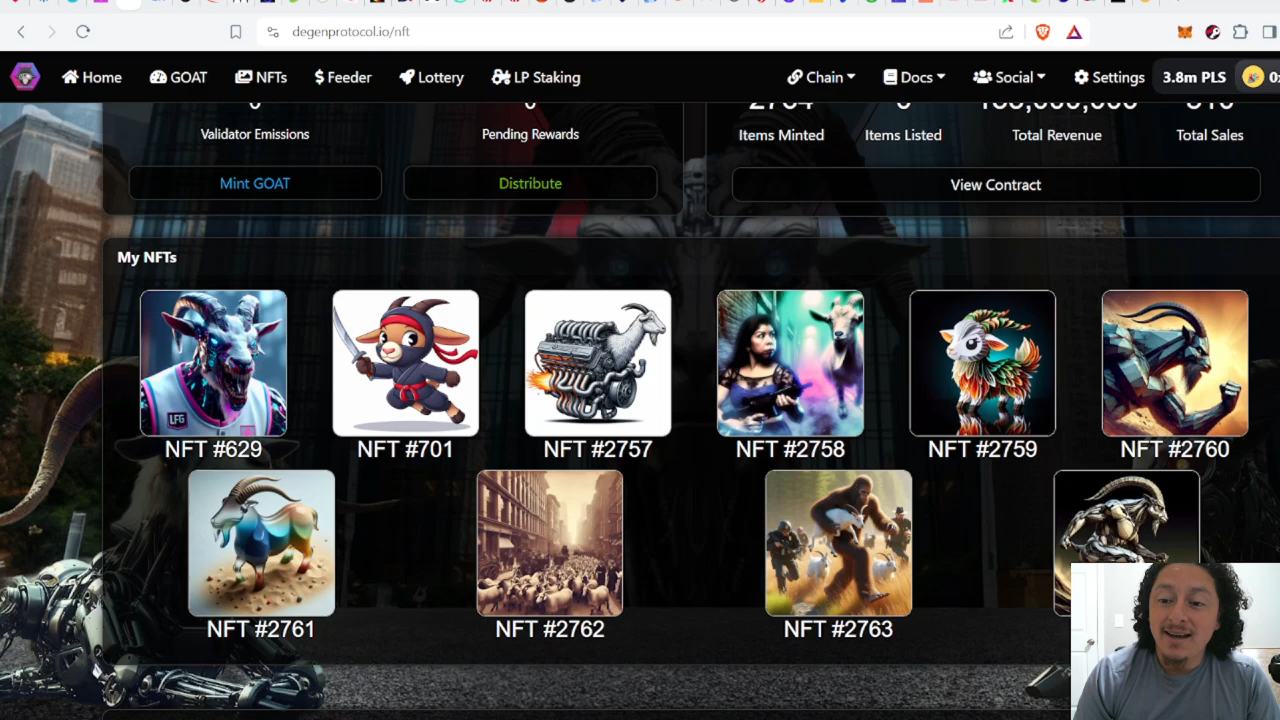 degenprotocol.io/nft
Home GOAT NFTs Feeder Lottery LP Staking Chain Docs Social Settings 3.8m PLS
Validator Emissions Pending Rewards Items Minted Items Listed Total Revenue Total Sales
Mint GOAT Distribute View Contract
My NFTs
LFG
NFT #629 NFT #701 NFT #2757 NFT #2758 NFT #2759 NFT #2760
NFT #2761 NFT #2762 NFT #2763